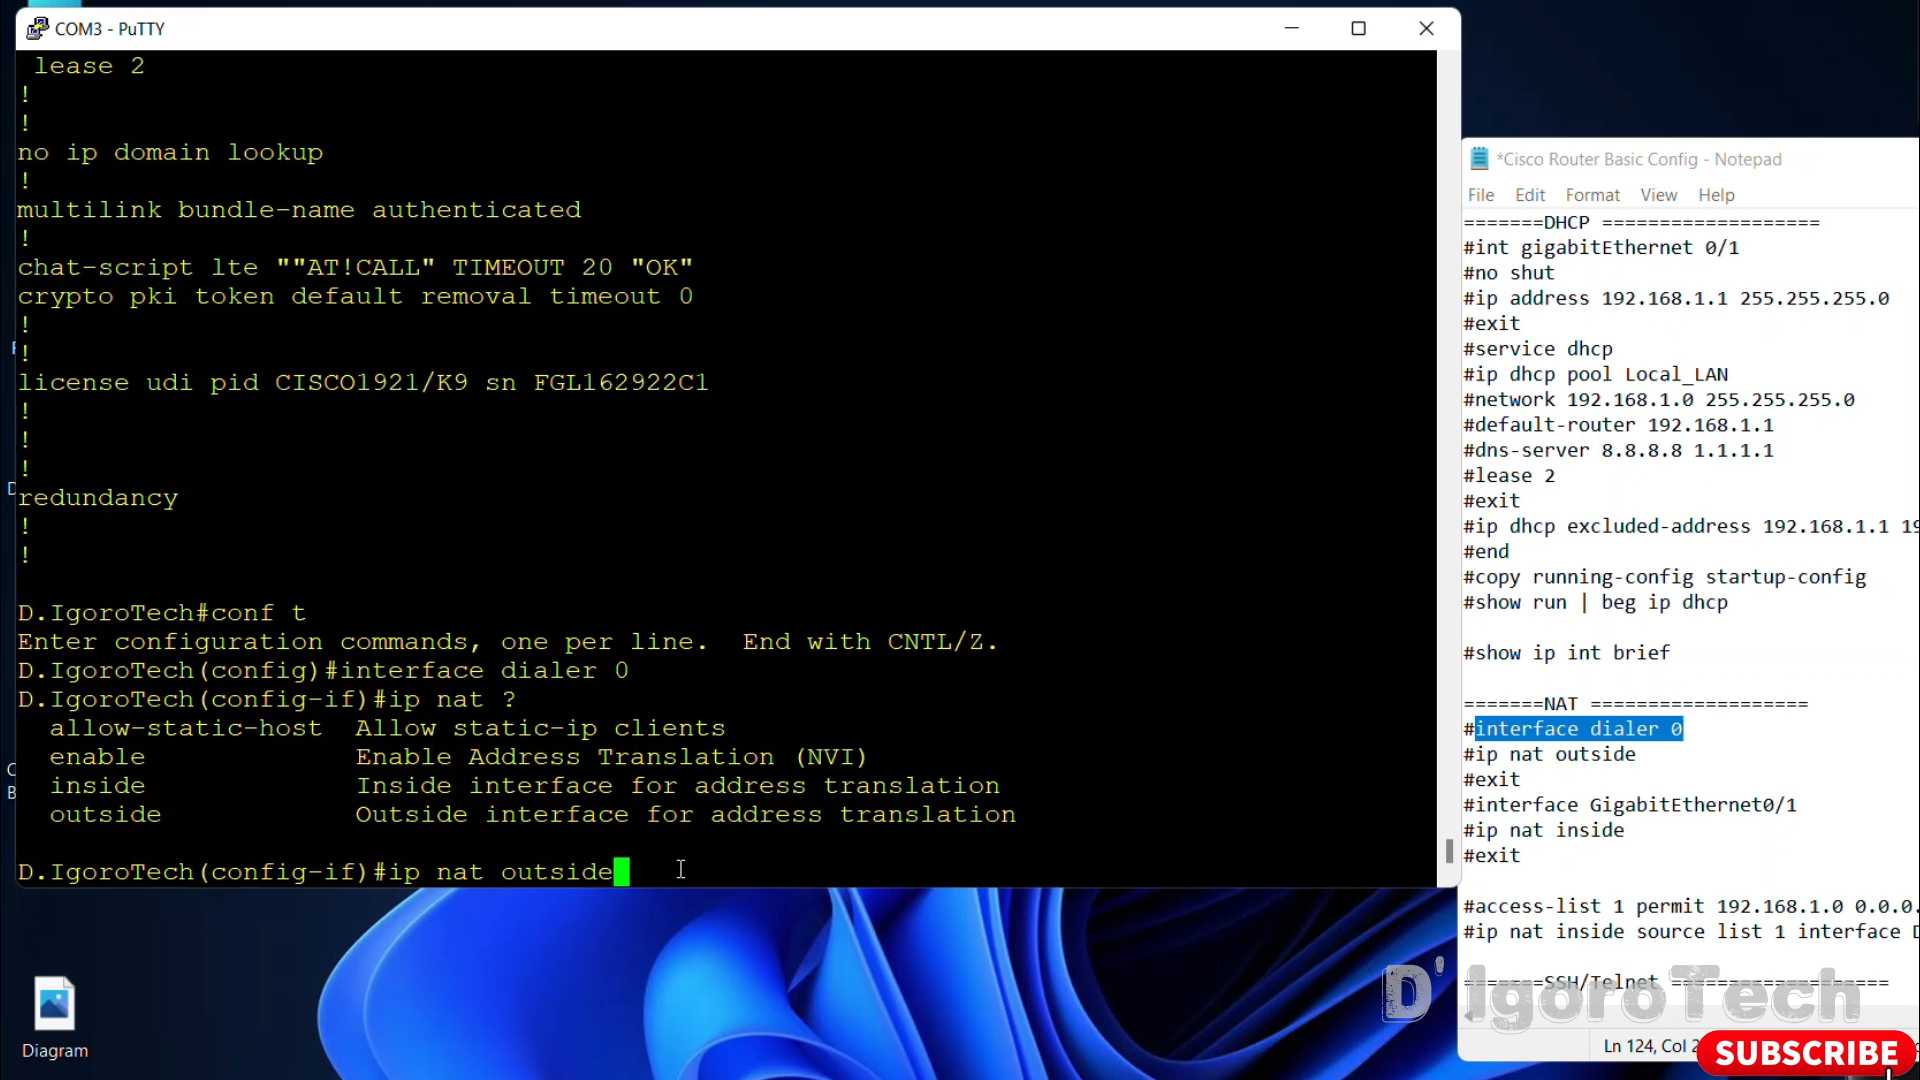 COM3 - PuTTY
lease 2
!
!
no ip domain lookup
!
multilink bundle-name authenticated
!
chat-script lte ""AT!CALL" TIMEOUT 20 "OK"
crypto pki token default removal timeout 0
!
!
license udi pid CISCO1921/K9 sn FGL162922C1
!
!
!
redundancy
!
!
D.IgoroTech#conf t
Enter configuration commands, one per line.  End with CNTL/Z.
D.IgoroTech(config)#interface dialer 0
D.IgoroTech(config-if)#ip nat ?
allow-static-host  Allow static-ip clients
enable             Enable Address Translation (NVI)
inside             Inside interface for address translation
outside            Outside interface for address translation
D.IgoroTech(config-if)#ip nat outside
*Cisco Router Basic Config - Notepad
File Edit Format View Help
=======DHCP ===================
#int gigabitEthernet 0/1
#no shut
#ip address 192.168.1.1 255.255.255.0
#exit
#service dhcp
#ip dhcp pool Local_LAN
#network 192.168.1.0 255.255.255.0
#default-router 192.168.1.1
#dns-server 8.8.8.8 1.1.1.1
#lease 2
#exit
#ip dhcp excluded-address 192.168.1.1 19
#end
#copy running-config startup-config
#show run | beg ip dhcp
#show ip int brief
=======NAT ===================
#interface dialer 0
#ip nat outside
#exit
#interface GigabitEthernet0/1
#ip nat inside
#exit
#access-list 1 permit 192.168.1.0 0.0.0.
#ip nat inside source list 1 interface D
=======SSH/Telnet ===================
Ln 124, Col 2
Diagram
D'IgoroTech
SUBSCRIBE